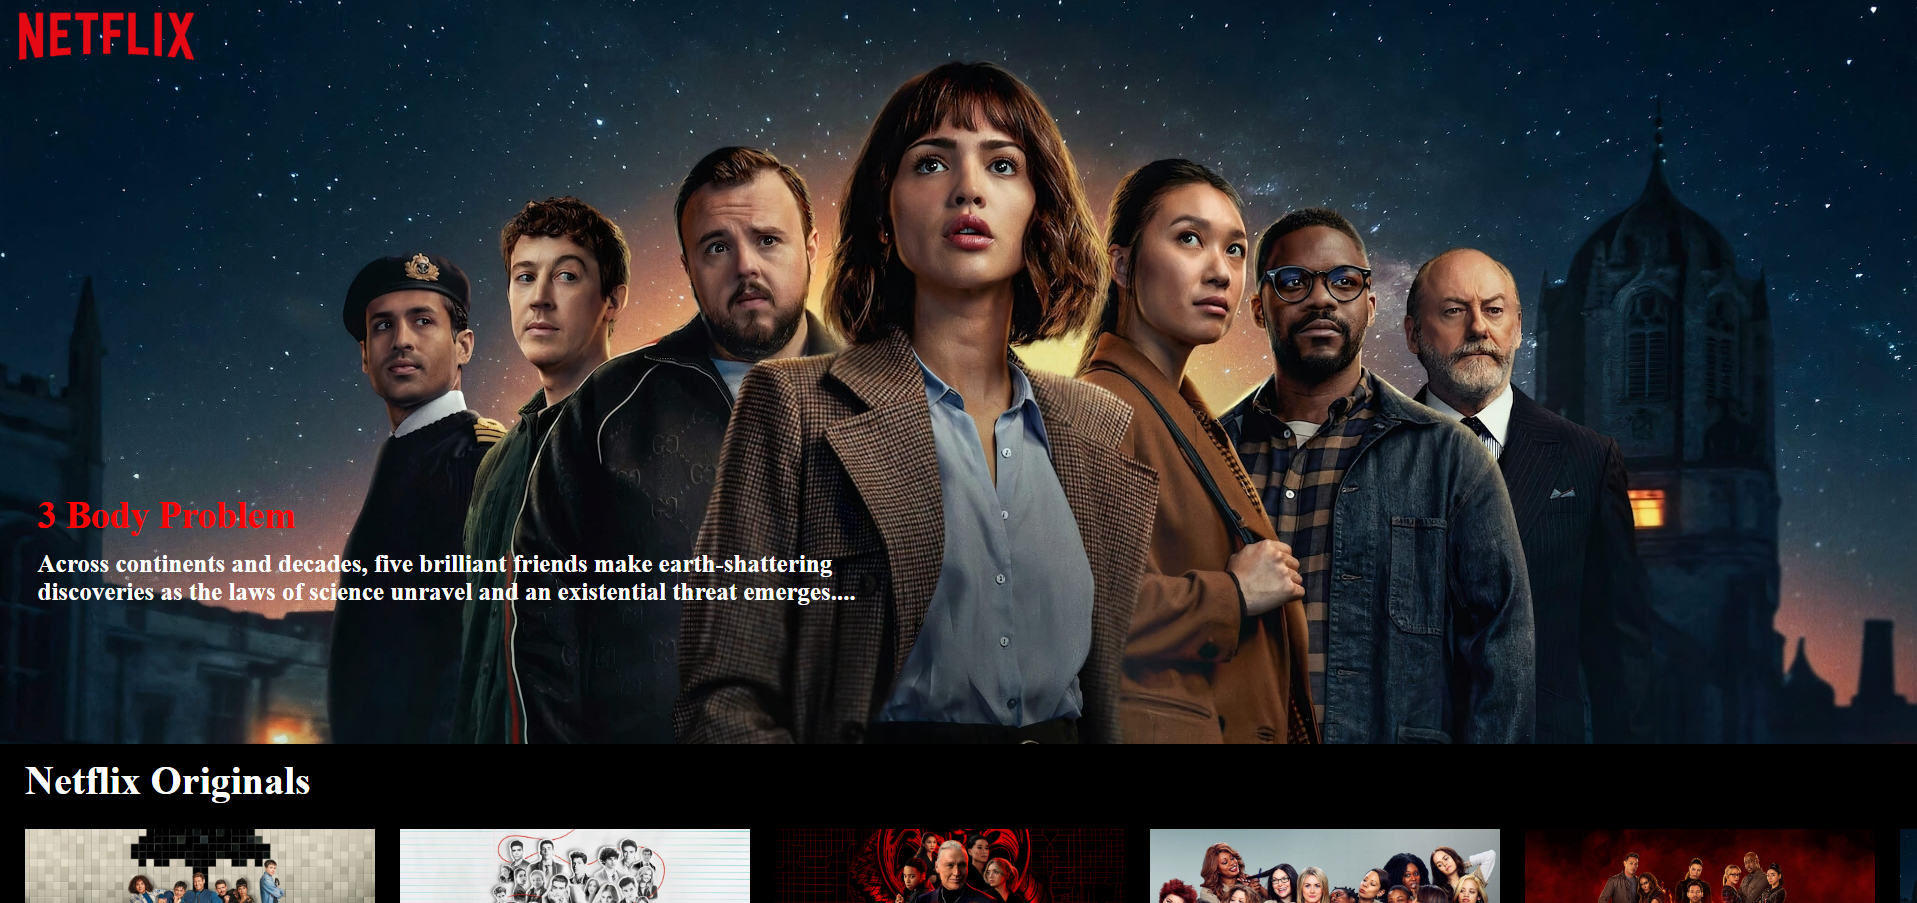 NETFLIX
3 Body Problem
Across continents and decades, five brilliant friends make earth-shattering
discoveries as the laws of science unravel and an existential threat emerges....
Netflix Originals